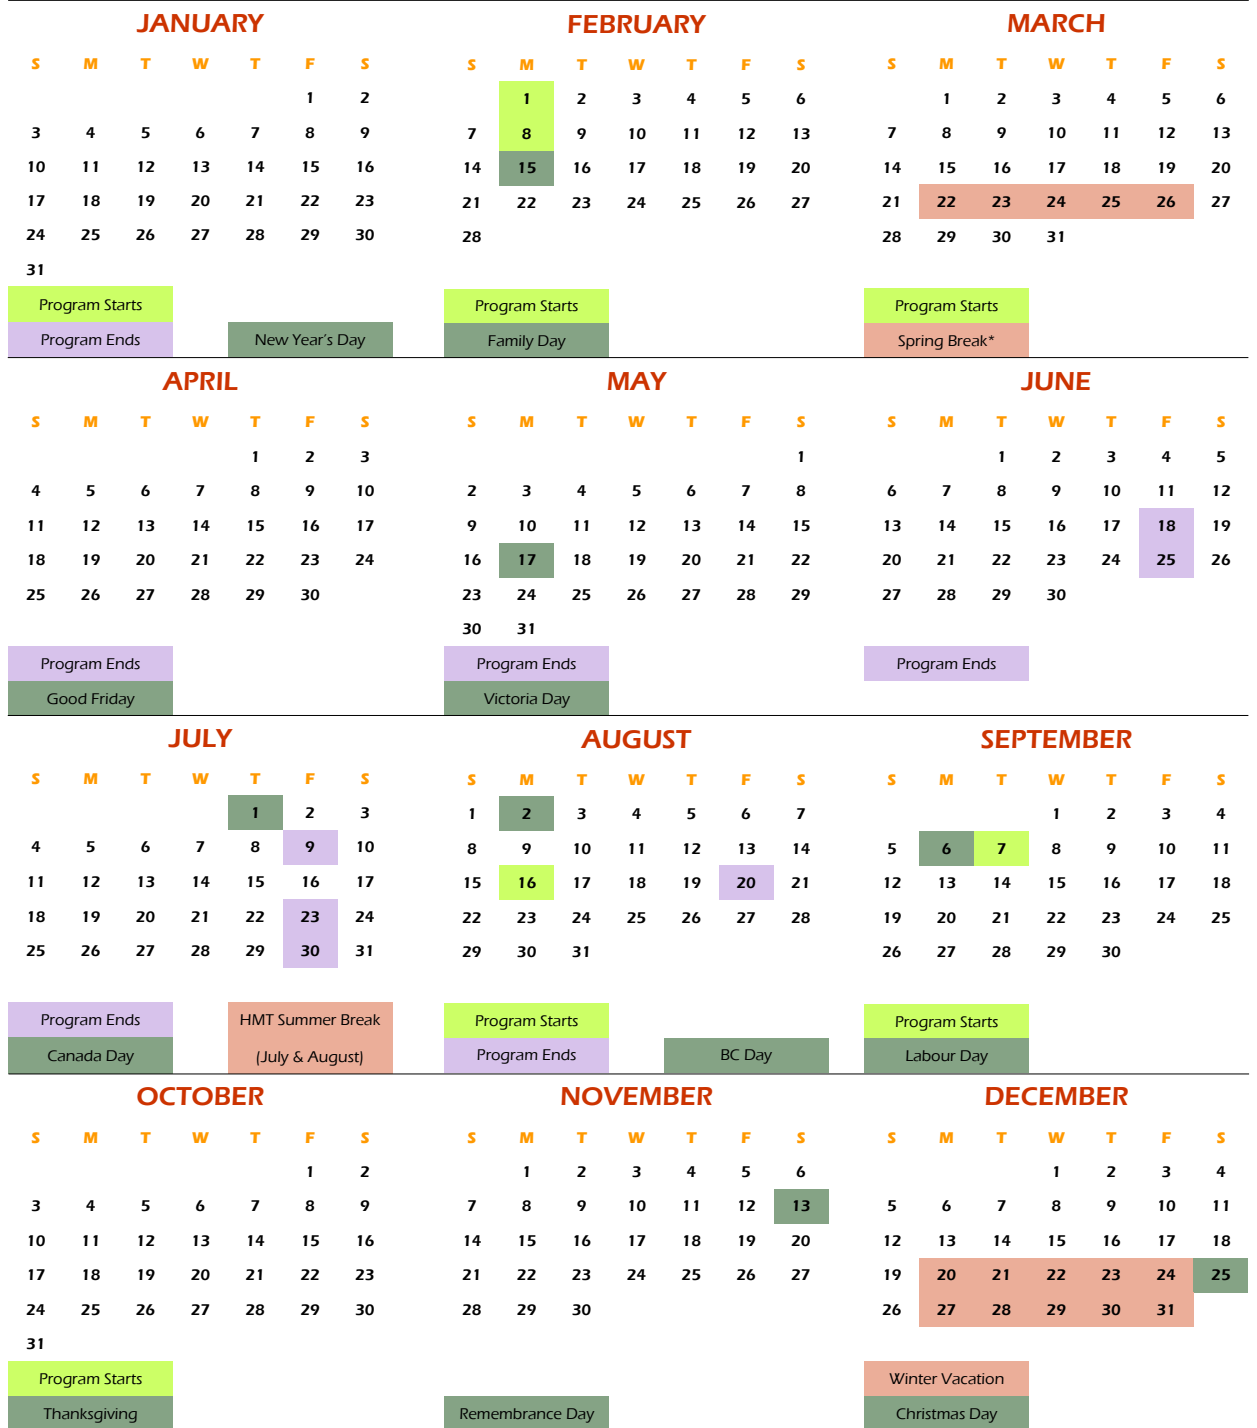 JANUARY
S M T W T F S
1 2
3 4 5 6 7 8 9
10 11 12 13 14 15 16
17 18 19 20 21 22 23
24 25 26 27 28 29 30
31
Program Starts
Program Ends New Year's Day
FEBRUARY
S M T W T F S
1 2 3 4 5 6
7 8 9 10 11 12 13
14 15 16 17 18 19 20
21 22 23 24 25 26 27
28
Program Starts
Family Day
MARCH
S M T W T F S
1 2 3 4 5 6
7 8 9 10 11 12 13
14 15 16 17 18 19 20
21 22 23 24 25 26 27
28 29 30 31
Program Starts
Spring Break*
APRIL
S M T W T F S
1 2 3
4 5 6 7 8 9 10
11 12 13 14 15 16 17
18 19 20 21 22 23 24
25 26 27 28 29 30
Program Ends
Good Friday
MAY
S M T W T F S
1
2 3 4 5 6 7 8
9 10 11 12 13 14 15
16 17 18 19 20 21 22
23 24 25 26 27 28 29
30 31
Program Ends
Victoria Day
JUNE
S M T W T F S
1 2 3 4 5
6 7 8 9 10 11 12
13 14 15 16 17 18 19
20 21 22 23 24 25 26
27 28 29 30
Program Ends
JULY
S M T W T F S
1 2 3
4 5 6 7 8 9 10
11 12 13 14 15 16 17
18 19 20 21 22 23 24
25 26 27 28 29 30 31
Program Ends HMT Summer Break
Canada Day (July & August)
AUGUST
S M T W T F S
1 2 3 4 5 6 7
8 9 10 11 12 13 14
15 16 17 18 19 20 21
22 23 24 25 26 27 28
29 30 31
Program Starts
Program Ends BC Day
SEPTEMBER
S M T W T F S
1 2 3 4
5 6 7 8 9 10 11
12 13 14 15 16 17 18
19 20 21 22 23 24 25
26 27 28 29 30
Program Starts
Labour Day
OCTOBER
S M T W T F S
1 2
3 4 5 6 7 8 9
10 11 12 13 14 15 16
17 18 19 20 21 22 23
24 25 26 27 28 29 30
31
Program Starts
Thanksgiving
NOVEMBER
S M T W T F S
1 2 3 4 5 6
7 8 9 10 11 12 13
14 15 16 17 18 19 20
21 22 23 24 25 26 27
28 29 30
Remembrance Day
DECEMBER
S M T W T F S
1 2 3 4
5 6 7 8 9 10 11
12 13 14 15 16 17 18
19 20 21 22 23 24 25
26 27 28 29 30 31
Winter Vacation
Christmas Day